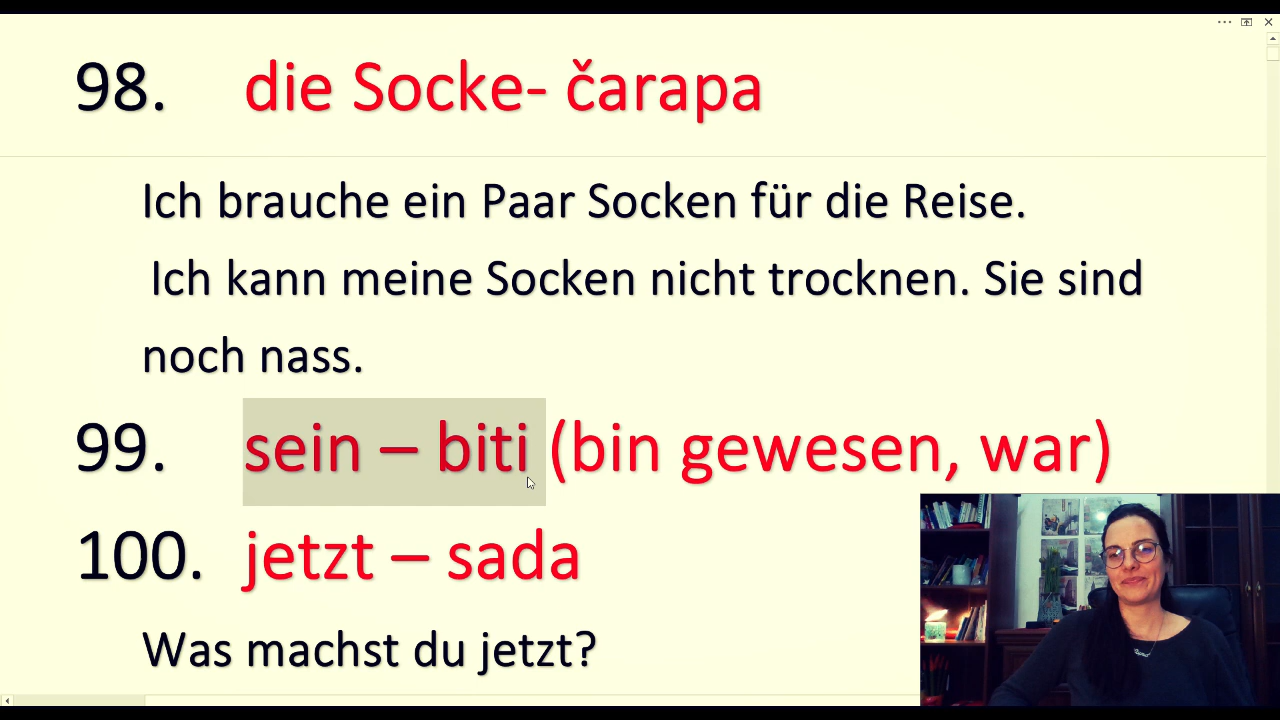 98. die Socke- čarapa
Ich brauche ein Paar Socken für die Reise.
Ich kann meine Socken nicht trocknen. Sie sind
noch nass.
99. sein – biti (bin gewesen, war)
100. jetzt – sada
Was machst du jetzt?